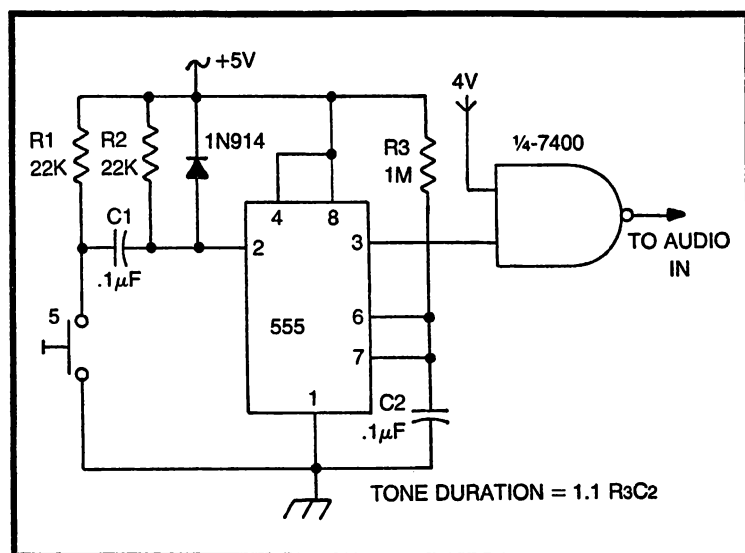 +5V
4V
R1
22K
R2
22K
1N914
R3
1M
¼-7400
4
8
C1
.1µF
2
3
TO AUDIO
IN
5
555
6
7
1
C2
.1µF
TONE DURATION = 1.1 R3C2